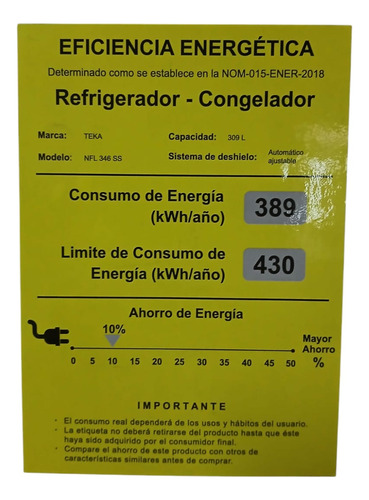 EFICIENCIA ENERGÉTICA
Determinado como se establece en la NOM-015-ENER-2018
Refrigerador - Congelador
Marca: TEKA Capacidad: 309 L
Modelo: NFL 346 SS Sistema de deshielo: Automático ajustable
Consumo de Energía (kWh/año) 389
Limite de Consumo de Energía (kWh/año) 430
Ahorro de Energía
10%
0 5 10 15 20 25 30 35 40 45 50 %
Mayor Ahorro
IMPORTANTE
- El consumo real dependerá de los usos y hábitos del usuario.
- La etiqueta no deberá retirarse del producto hasta que éste
haya sido adquirido por el consumidor final.
- Compare el ahorro de este producto con otros de
características similares antes de comprar.